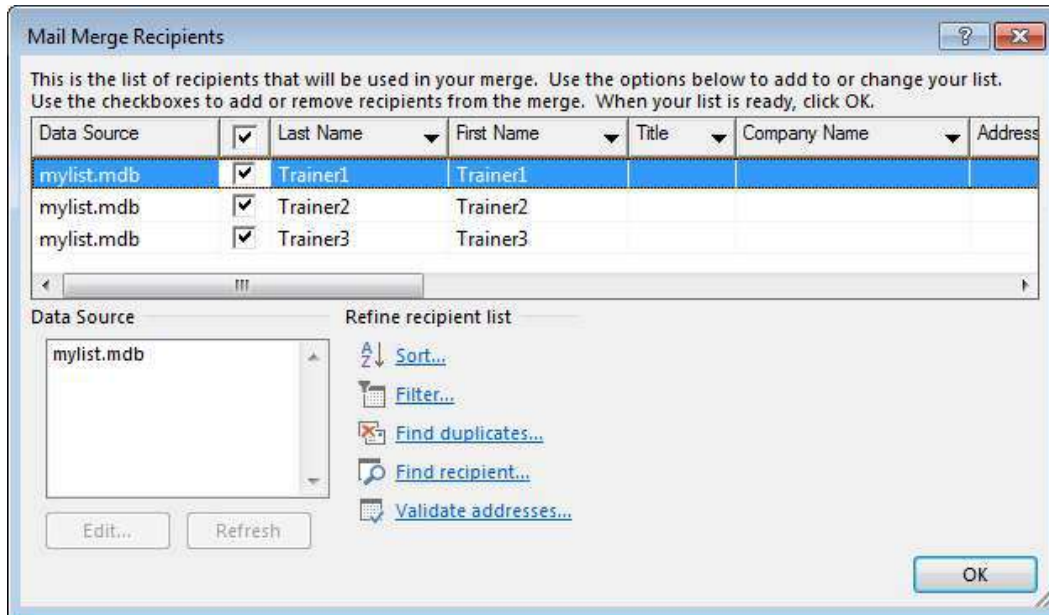 Mail Merge Recipients
This is the list of recipients that will be used in your merge. Use the options below to add to or change your list.
Use the checkboxes to add or remove recipients from the merge. When your list is ready, click OK.
Data Source Last Name First Name Title Company Name Address
mylist.mdb Trainer1 Trainer1
mylist.mdb Trainer2 Trainer2
mylist.mdb Trainer3 Trainer3
Data Source Refine recipient list
mylist.mdb
Sort...
Filter...
Find duplicates...
Find recipient...
Validate addresses...
Edit... Refresh
OK